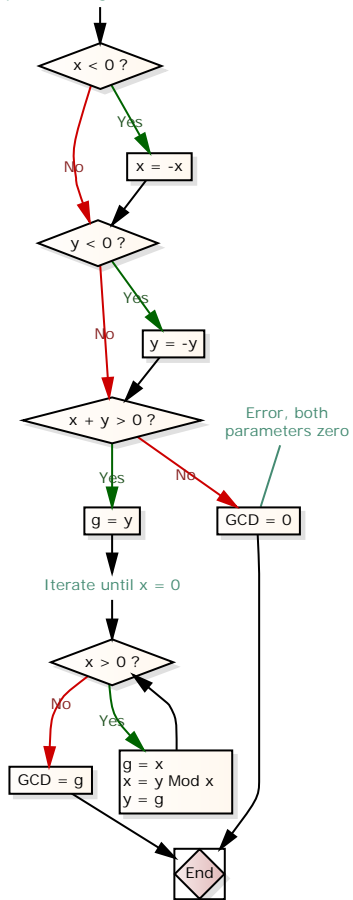 x < 0 ?
Yes
No
x = -x
y < 0 ?
Yes
No
y = -y
x + y > 0 ?
Error, both
parameters zero
Yes
No
g = y
GCD = 0
Iterate until x = 0
x > 0 ?
No
Yes
GCD = g
g = x
x = y Mod x
y = g
End